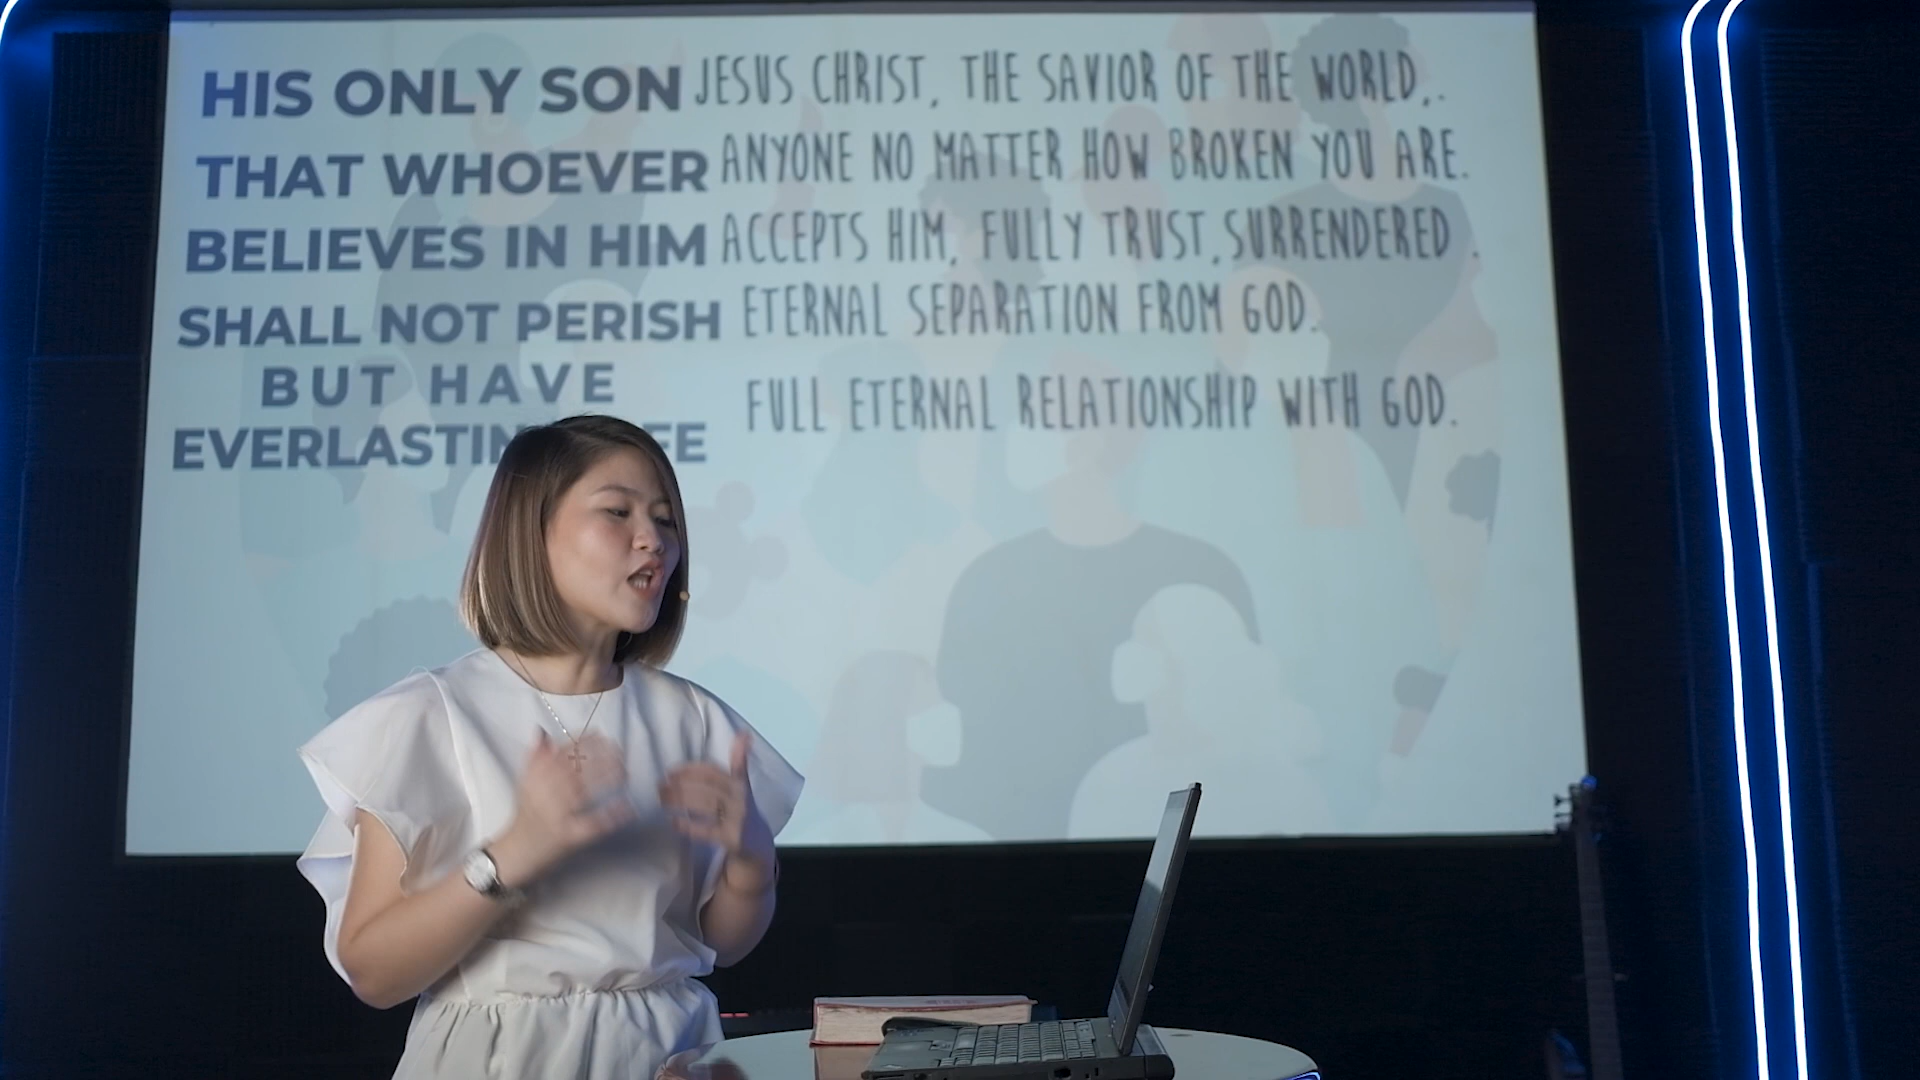 HIS ONLY SON JESUS CHRIST, THE SAVIOR OF THE WORLD,.
THAT WHOEVER ANYONE NO MATTER HOW BROKEN YOU ARE.
BELIEVES IN HIM ACCEPTS HIM, FULLY TRUST, SURRENDERED .
SHALL NOT PERISH ETERNAL SEPARATION FROM GOD.
BUT HAVE FULL ETERNAL RELATIONSHIP WITH GOD.